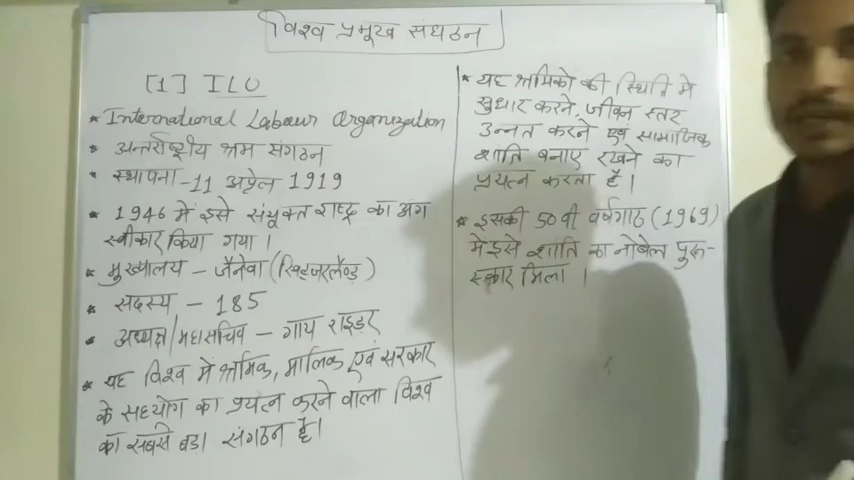 विश्व प्रमुख संघठन
[1] ILO
* International Labour Organization
* अन्तर्राष्ट्रीय श्रम संगठन
* स्थापना - 11 अप्रैल 1919
* 1946 में इसे संयुक्त राष्ट्र का अंग
स्वीकार किया गया।
* मुख्यालय - जैनेवा (स्विट्जरलैण्ड)
* सदस्य - 185
* अध्यक्ष/महासचिव - गाय राइडर
* यह विश्व में श्रमिक, मालिक एवं सरकार
के सहयोग का प्रयत्न करने वाला विश्व
का सबसे बड़ा संगठन है।
* यह श्रमिको की स्थिति में
सुधार करने, जीवन स्तर
उन्नत करने एवं सामाजिक
शांति बनाए रखने का
प्रयत्न करता है।
* इसकी 50 वी वर्षगाठ (1969)
में इसे शांति का नोबेल पुरू-
स्कार मिला।